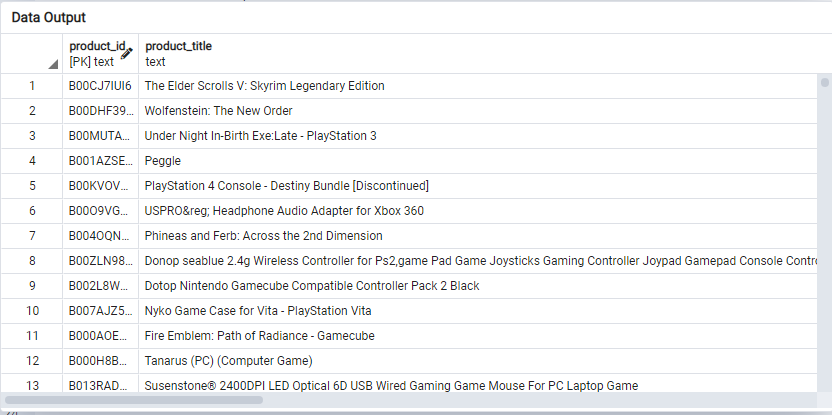 Data Output
product_id product_title
[PK] text text
1 B00CJ7IUI6 The Elder Scrolls V: Skyrim Legendary Edition
2 B00DHF39... Wolfenstein: The New Order
3 B00MUTA... Under Night In-Birth Exe:Late - PlayStation 3
4 B001AZSE... Peggle
5 B00KVOV... PlayStation 4 Console - Destiny Bundle [Discontinued]
6 B00O9VG... USPRO&reg; Headphone Audio Adapter for Xbox 360
7 B004OQN... Phineas and Ferb: Across the 2nd Dimension
8 B00ZLN98... Donop seablue 2.4g Wireless Controller for Ps2,game Pad Game Joysticks Gaming Controller Joypad Gamepad Console Contro
9 B002L8W... Dotop Nintendo Gamecube Compatible Controller Pack 2 Black
10 B007AJZ5... Nyko Game Case for Vita - PlayStation Vita
11 B000AOE... Fire Emblem: Path of Radiance - Gamecube
12 B000H8B... Tanarus (PC) (Computer Game)
13 B013RAD... Susenstone® 2400DPI LED Optical 6D USB Wired Gaming Game Mouse For PC Laptop Game